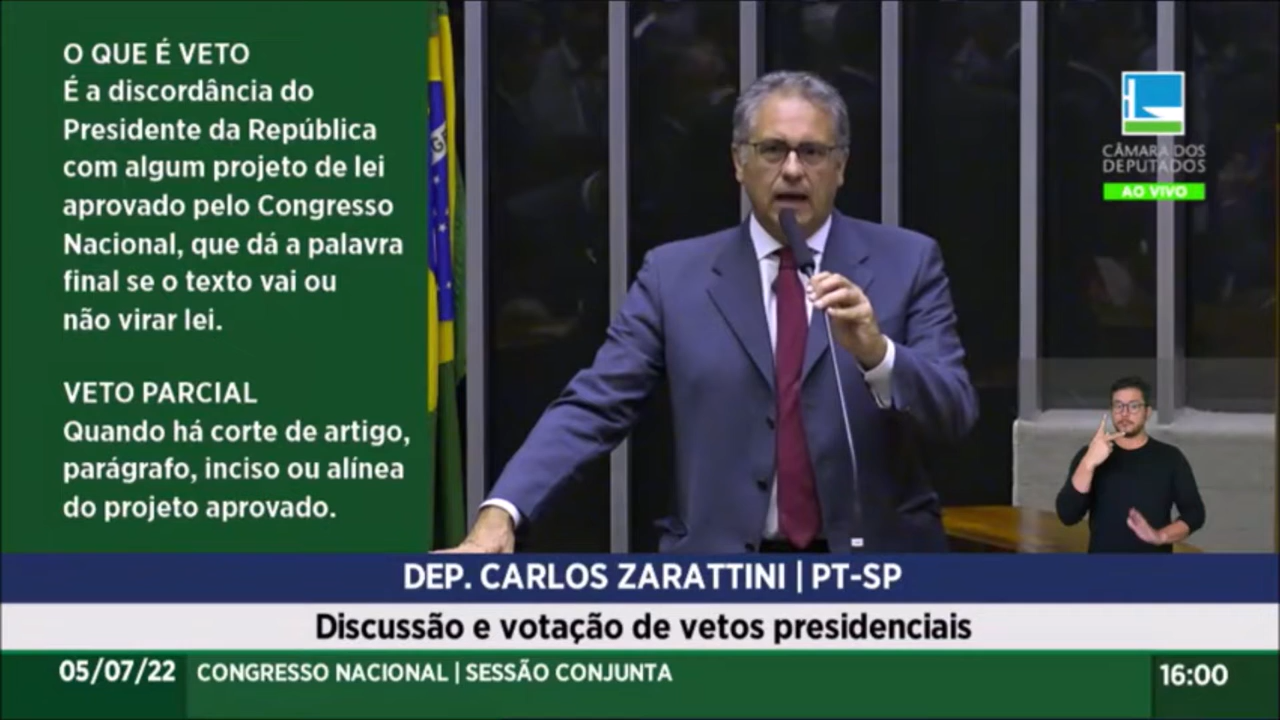 O QUE É VETO
É a discordância do
Presidente da República
com algum projeto de lei
aprovado pelo Congresso
Nacional, que dá a palavra
final se o texto vai ou
não virar lei.
VETO PARCIAL
Quando há corte de artigo,
parágrafo, inciso ou alínea
do projeto aprovado.
CÂMARA DOS
DEPUTADOS
AO VIVO
DEP. CARLOS ZARATTINI | PT-SP
Discussão e votação de vetos presidenciais
05/07/22 CONGRESSO NACIONAL | SESSÃO CONJUNTA 16:00